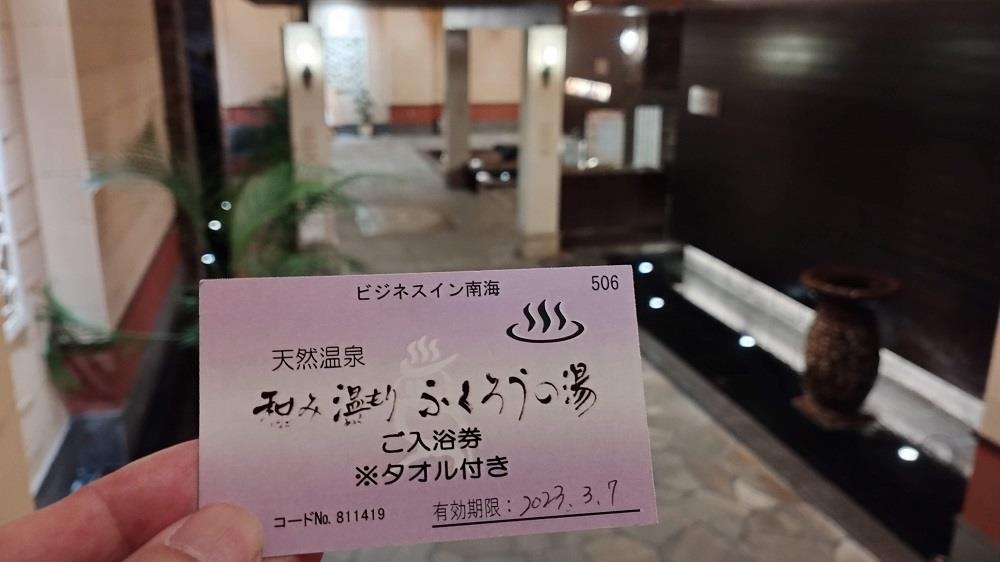 ビジネスイン南海
506
天然温泉
和み 温もり ふくろうの湯
ご入浴券
※タオル付き
コードNo. 811419
有効期限：2023.3.7